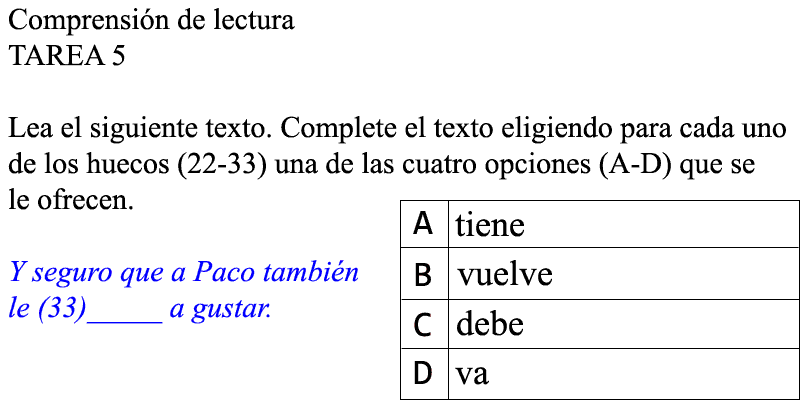 Comprensión de lectura
TAREA 5
Lea el siguiente texto. Complete el texto eligiendo para cada uno
de los huecos (22-33) una de las cuatro opciones (A-D) que se
le ofrecen.
Y seguro que a Paco también
le (33)_____ a gustar.
A tiene
B vuelve
C debe
D va